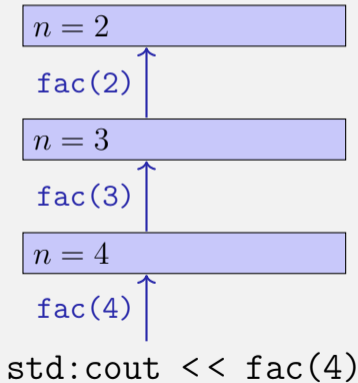 n = 2
fac(2)
n = 3
fac(3)
n = 4
fac(4)
std:cout << fac(4)